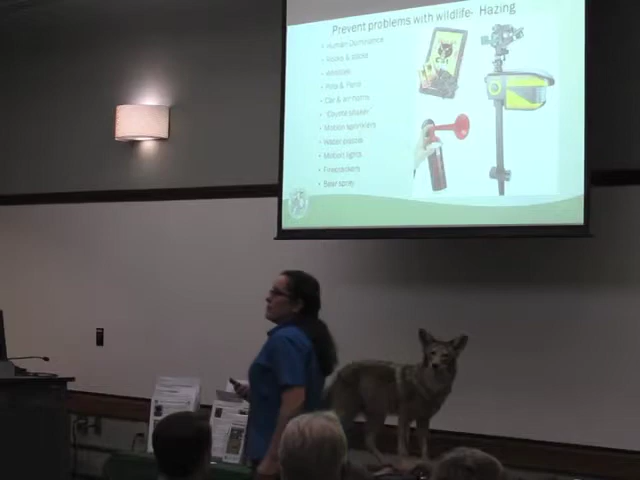 Prevent problems with wildlife- Hazing
• Human Dominance
• Rocks & sticks
• Whistles
• Pots & Pans
• Car & air horns
• "Coyote shaker"
• Motion sprinklers
• Water pistols
• Motion lights
• Firecrackers
• Bear spray